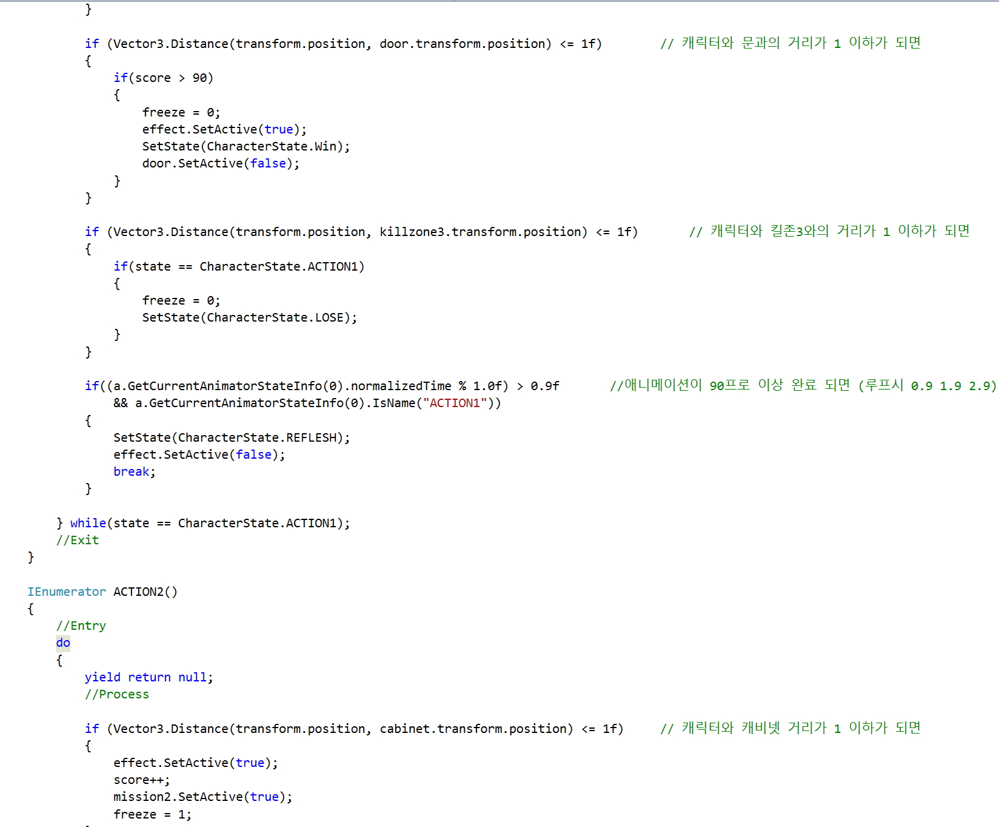 }
if (Vector3.Distance(transform.position, door.transform.position) <= 1f)        // 캐릭터와 문과의 거리가 1 이하가 되면
{
if(score > 90)
{
freeze = 0;
effect.SetActive(true);
SetState(CharacterState.Win);
door.SetActive(false);
}
}
if (Vector3.Distance(transform.position, killzone3.transform.position) <= 1f)       // 캐릭터와 킬존3와의 거리가 1 이하가 되면
{
if(state == CharacterState.ACTION1)
{
freeze = 0;
SetState(CharacterState.LOSE);
}
}
if((a.GetCurrentAnimatorStateInfo(0).normalizedTime % 1.0f) > 0.9f       //애니메이션이 90프로 이상 완료 되면 (루프시 0.9 1.9 2.9)
&& a.GetCurrentAnimatorStateInfo(0).IsName("ACTION1"))
{
SetState(CharacterState.REFLESH);
effect.SetActive(false);
break;
}
} while(state == CharacterState.ACTION1);
//Exit
}
IEnumerator ACTION2()
{
//Entry
do
{
yield return null;
//Process
if (Vector3.Distance(transform.position, cabinet.transform.position) <= 1f)     // 캐릭터와 캐비넷 거리가 1 이하가 되면
{
effect.SetActive(true);
score++;
mission2.SetActive(true);
freeze = 1;